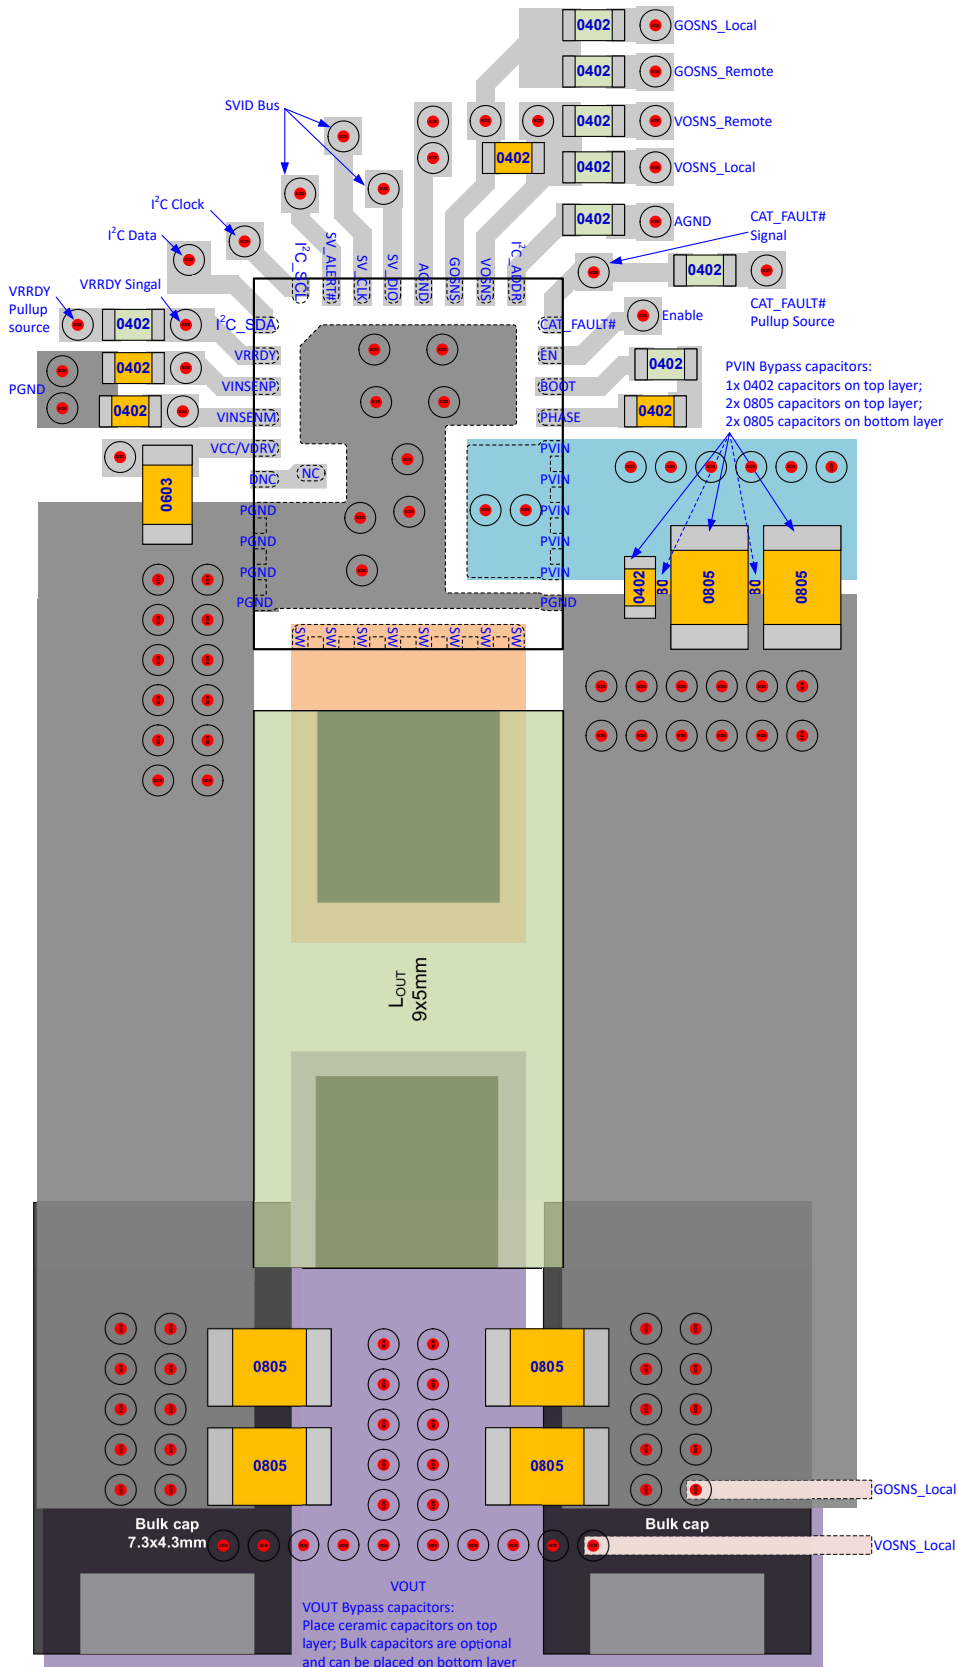 0402 GOSNS_Local
0402 GOSNS_Remote
SVID Bus
0402 VOSNS_Remote
0402
0402 VOSNS_Local
I²C Clock
0402 AGND
CAT_FAULT#
Signal
I²C Data
0402
VRRDY
Pullup
source
VRRDY Singal
0402
I²C_SCL
SV_ALERT#
SV_CLK
SV_DIO
AGND
GOSNS
VOSNS
I²C_ADDR
CAT_FAULT#
Pullup Source
Enable
I²C_SDA
VRRDY
VINSENP
VINSENM
VCC/VDRV
DNC
NC
PGND
PGND
PGND
PGND
CAT_FAULT#
EN
BOOT
PHASE
PVIN
PVIN
PVIN
PVIN
PVIN
PGND
PGND
0402
0402
0603
0402
0402
PVIN Bypass capacitors:
1x 0402 capacitors on top layer;
2x 0805 capacitors on top layer;
2x 0805 capacitors on bottom layer
0402
0805
0805
SW
SW
SW
SW
SW
SW
SW
SW
LOUT
9x5mm
0805
0805
0805
0805
GOSNS_Local
Bulk cap
7.3x4.3mm
Bulk cap
VOSNS_Local
VOUT
VOUT Bypass capacitors:
Place ceramic capacitors on top
layer; Bulk capacitors are optional
and can be placed on bottom layer